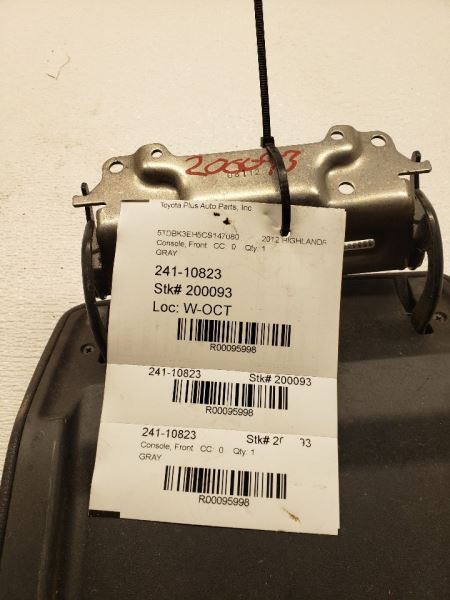 200093
Toyota Plus Auto Parts, Inc
5TDBK3EH5CS147080 2012 HIGHLANDR
Console, Front CC: 0 Qty: 1
GRAY
241-10823
Stk# 200093
Loc: W-OCT
R00095998
241-10823 Stk# 200093
R00095998
241-10823 Stk# 20 93
Console, Front CC: 0 Qty: 1
GRAY
R00095998